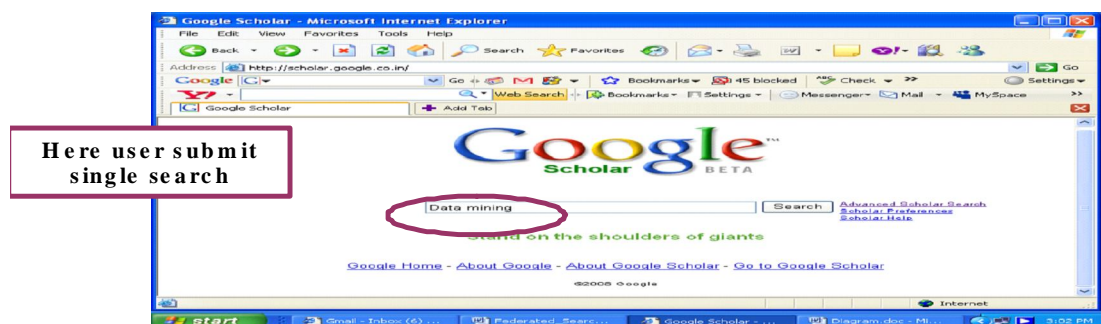 Google Scholar - Microsoft Internet Explorer
File Edit View Favorites Tools Help
Back Search Favorites
Address http://scholar.google.co.in/ Go
Google G Go Bookmarks 45 blocked Check >> Settings
Y! Web Search Bookmarks Settings Messenger Mail MySpace >>
Google Scholar Add Tab
Here user submit
single search
Google™
Scholar BETA
Data mining Search Advanced Scholar Search
Scholar Preferences
Scholar Help
Stand on the shoulders of giants
Google Home - About Google - About Google Scholar - Go to Google Scholar
©2008 Google
Internet
start Gmail - Inbox (6) ... Federated_Searc... Google Scholar - ... Diagram.doc - Mi... 3:02 PM